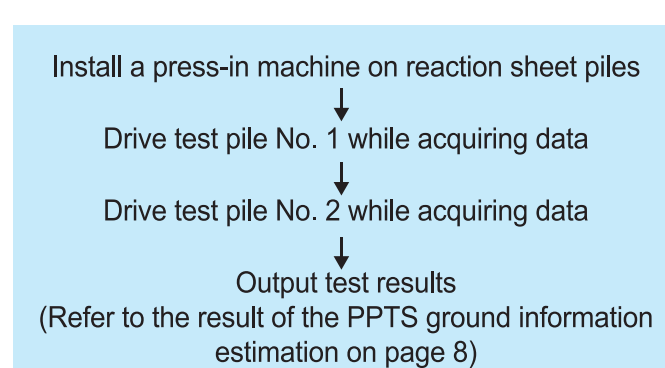 Install a press-in machine on reaction sheet piles
Drive test pile No. 1 while acquiring data
Drive test pile No. 2 while acquiring data
Output test results
(Refer to the result of the PPTS ground information
estimation on page 8)